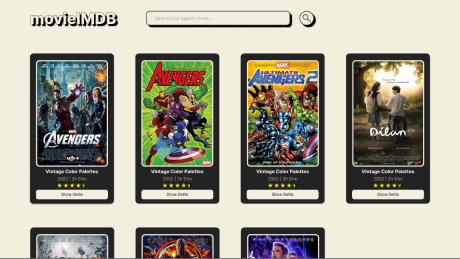 movieIMDB
Search your expicit movie...
AVENGERS
AVENGERS
MARVEL
ULTIMATE
AVENGERS 2
Dilan
Vintage Color Palettes
2002 | 2h 51m
Show Detils
Vintage Color Palettes
2002 | 2h 51m
Show Detils
Vintage Color Palettes
2002 | 2h 51m
Show Detils
Vintage Color Palettes
2002 | 2h 51m
Show Detils